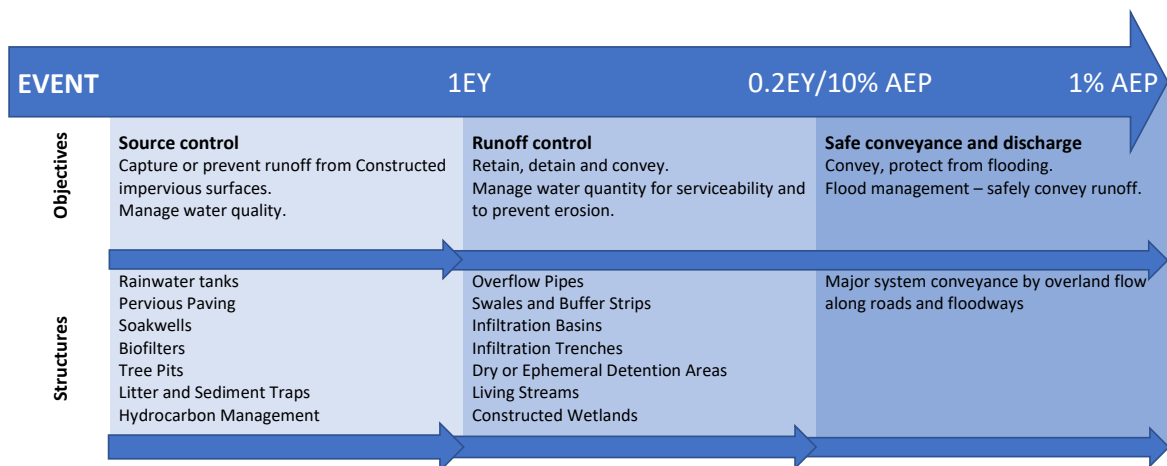 EVENT
1EY
0.2EY/10% AEP
1% AEP
Objectives
Source control
Capture or prevent runoff from Constructed
impervious surfaces.
Manage water quality.
Runoff control
Retain, detain and convey.
Manage water quantity for serviceability and
to prevent erosion.
Safe conveyance and discharge
Convey, protect from flooding.
Flood management – safely convey runoff.
Structures
Rainwater tanks
Pervious Paving
Soakwells
Biofilters
Tree Pits
Litter and Sediment Traps
Hydrocarbon Management
Overflow Pipes
Swales and Buffer Strips
Infiltration Basins
Infiltration Trenches
Dry or Ephemeral Detention Areas
Living Streams
Constructed Wetlands
Major system conveyance by overland flow
along roads and floodways